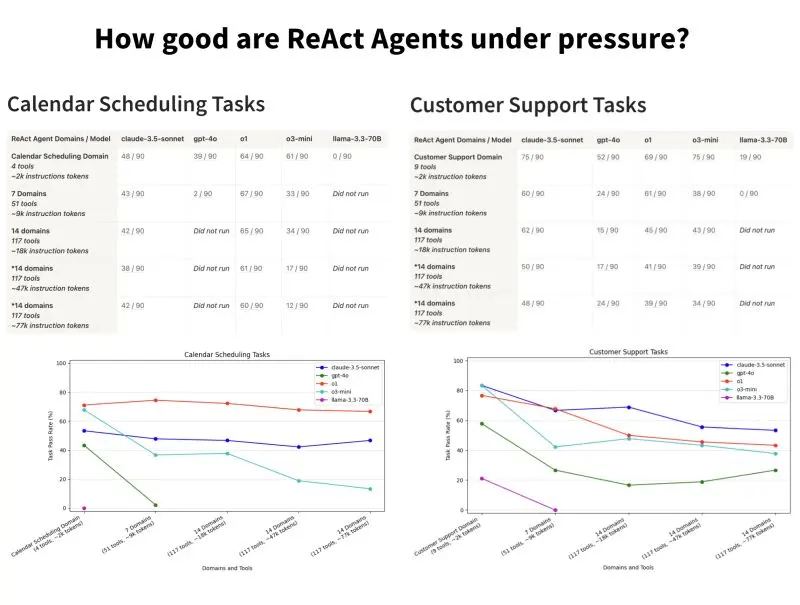 How good are ReAct Agents under pressure?
Calendar Scheduling Tasks
ReAct Agent Domains / Model claude-3.5-sonnet gpt-4o o1 o3-mini llama-3.3-70B
Calendar Scheduling Domain 48 / 90 39 / 90 64 / 90 61 / 90 0 / 90
4 tools
~2k instructions tokens
7 Domains 43 / 90 2 / 90 67 / 90 33 / 90 Did not run
51 tools
~9k instruction tokens
14 domains 42 / 90 Did not run 65 / 90 34 / 90 Did not run
117 tools
~18k instruction tokens
*14 domains 38 / 90 Did not run 61 / 90 17 / 90 Did not run
117 tools
~47k instruction tokens
*14 domains 42 / 90 Did not run 60 / 90 12 / 90 Did not run
117 tools
~77k instruction tokens
Calendar Scheduling Tasks
claude-3.5-sonnet
gpt-4o
o1
o3-mini
llama-3.3-70B
100
80
60
40
20
0
Task Pass Rate (%)
Calendar Scheduling Domain
(4 tools, ~2k tokens)
7 Domains
(51 tools, ~9k tokens)
14 Domains
(117 tools, ~18k tokens)
14 Domains
(117 tools, ~47k tokens)
14 Domains
(117 tools, ~77k tokens)
Domains and Tools
Customer Support Tasks
ReAct Agent Domains / Model claude-3.5-sonnet gpt-4o o1 o3-mini llama-3.3-70B
Customer Support Domain 75 / 90 52 / 90 69 / 90 75 / 90 19 / 90
9 tools
~2k instruction tokens
7 Domains 60 / 90 24 / 90 61 / 90 38 / 90 0 / 90
51 tools
~9k instruction tokens
14 domains 62 / 90 15 / 90 45 / 90 43 / 90 Did not run
117 tools
~18k instruction tokens
*14 domains 50 / 90 17 / 90 41 / 90 39 / 90 Did not run
117 tools
~47k instruction tokens
*14 domains 48 / 90 24 / 90 39 / 90 34 / 90 Did not run
117 tools
~77k instruction tokens
Customer Support Tasks
claude-3.5-sonnet
gpt-4o
o1
o3-mini
llama-3.3-70B
100
80
60
40
20
0
Task Pass Rate (%)
Customer Support Domain
(9 tools, ~2k tokens)
7 Domains
(51 tools, ~9k tokens)
14 Domains
(117 tools, ~18k tokens)
14 Domains
(117 tools, ~47k tokens)
14 Domains
(117 tools, ~77k tokens)
Domains and Tools